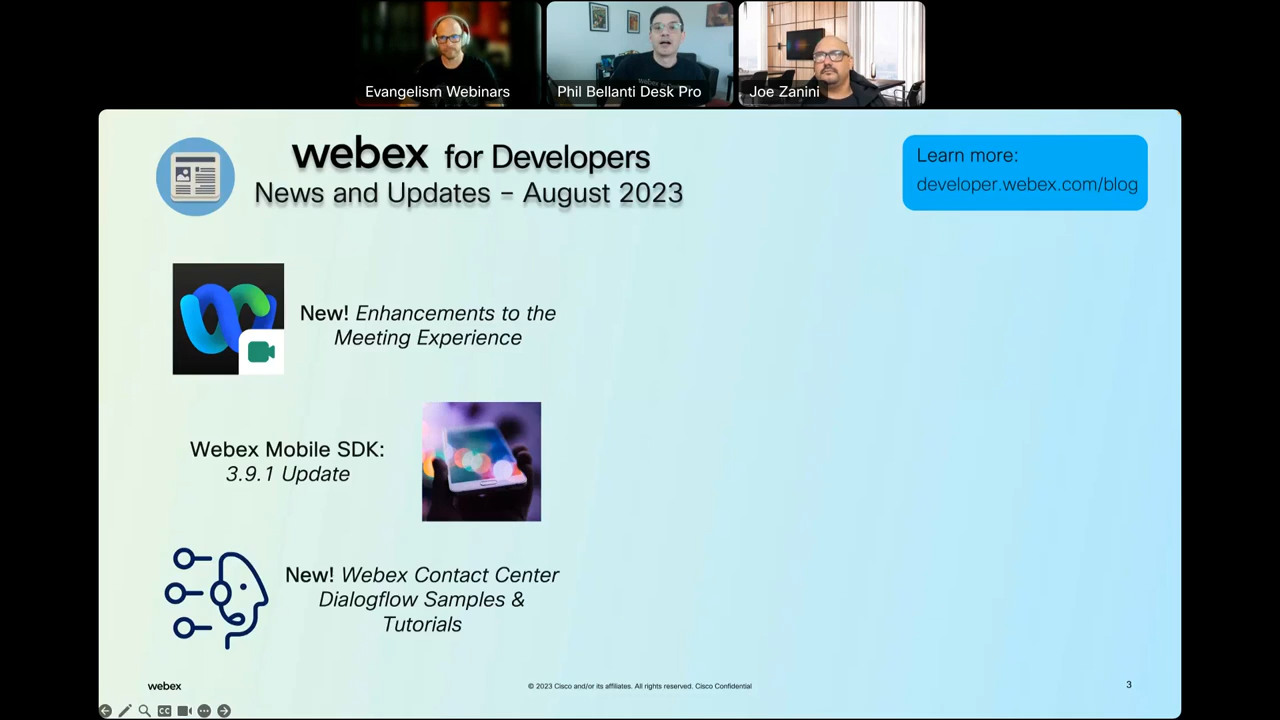 Evangelism Webinars
Phil Bellanti Desk Pro
Joe Zanini
webex for Developers
News and Updates – August 2023
Learn more:
developer.webex.com/blog
New! Enhancements to the
Meeting Experience
Webex Mobile SDK:
3.9.1 Update
New! Webex Contact Center
Dialogflow Samples &
Tutorials
webex
© 2023 Cisco and/or its affiliates. All rights reserved. Cisco Confidential
3
CC